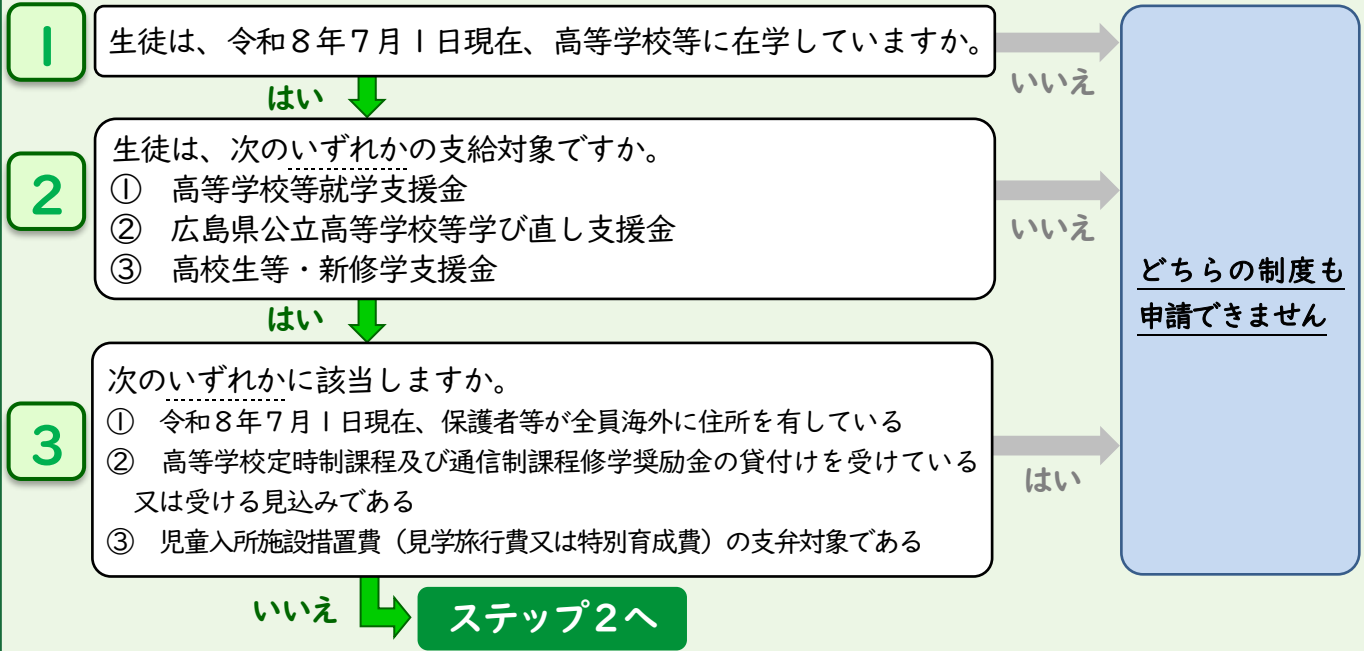 1
生徒は、令和8年7月1日現在、高等学校等に在学していますか。
いいえ
はい
2
生徒は、次のいずれかの支給対象ですか。
① 高等学校等就学支援金
② 広島県公立高等学校等学び直し支援金
③ 高校生等・新修学支援金
いいえ
はい
どちらの制度も
申請できません
3
次のいずれかに該当しますか。
① 令和8年7月1日現在、保護者等が全員海外に住所を有している
② 高等学校定時制課程及び通信制課程修学奨励金の貸付けを受けている
又は受ける見込みである
③ 児童入所施設措置費(見学旅行費又は特別育成費)の支弁対象である
はい
いいえ
ステップ2へ